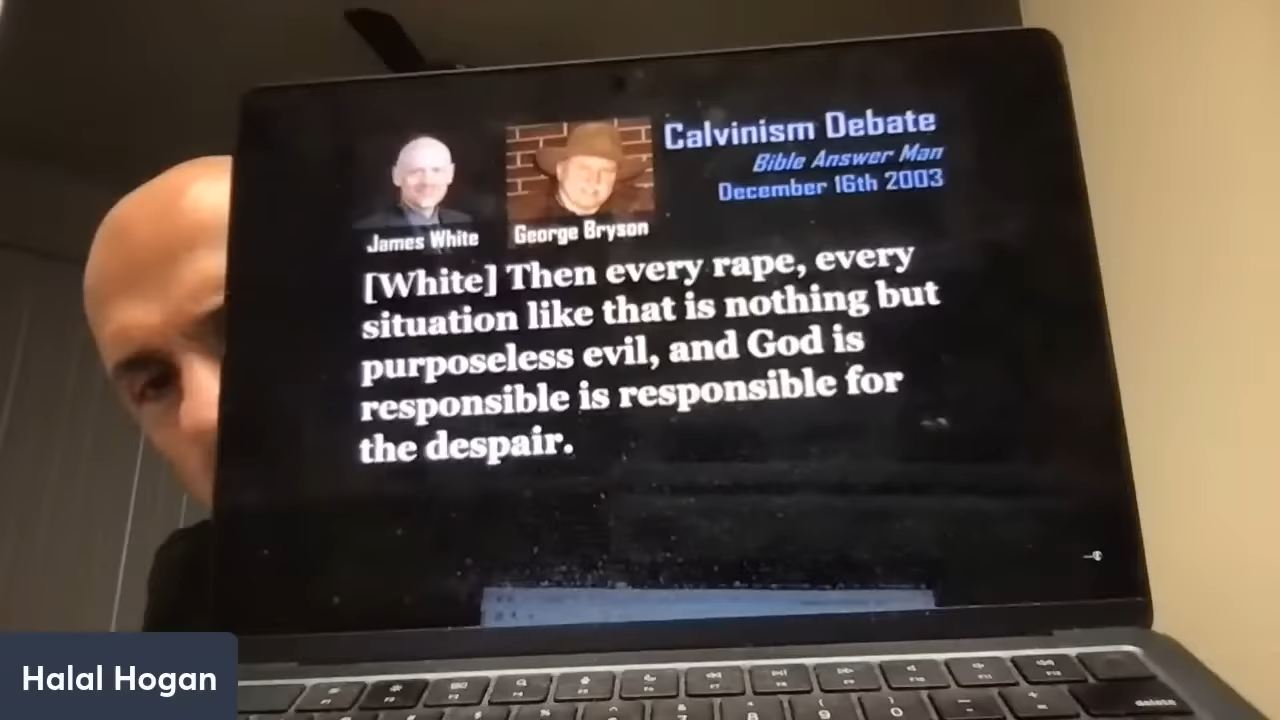 Calvinism Debate
Bible Answer Man
December 16th 2003
James White
George Bryson
[White] Then every rape, every
situation like that is nothing but
purposeless evil, and God is
responsible is responsible for
the despair.
Halal Hogan
delete